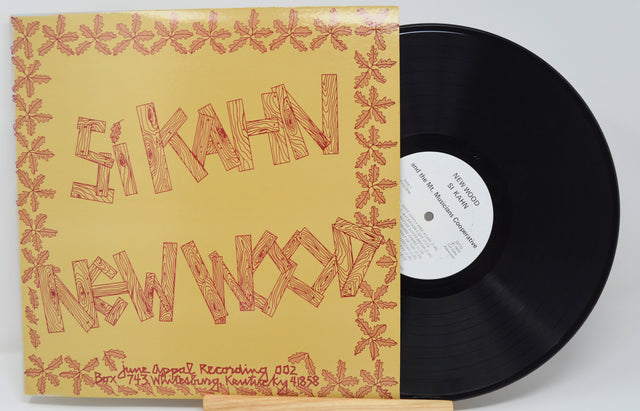 SI KAHN
NEW WOOD
June Appal Recording 002
Box 743, Whitesburg, Kentucky 41858
NEW WOOD
SI KAHN
and the Mt. Musicians Cooperative